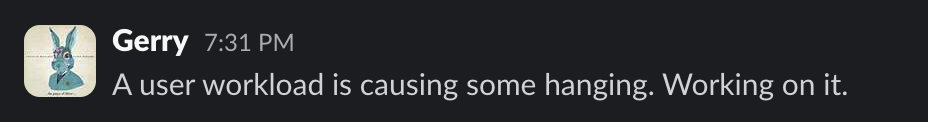 Gerry 7:31 PM
A user workload is causing some hanging. Working on it.